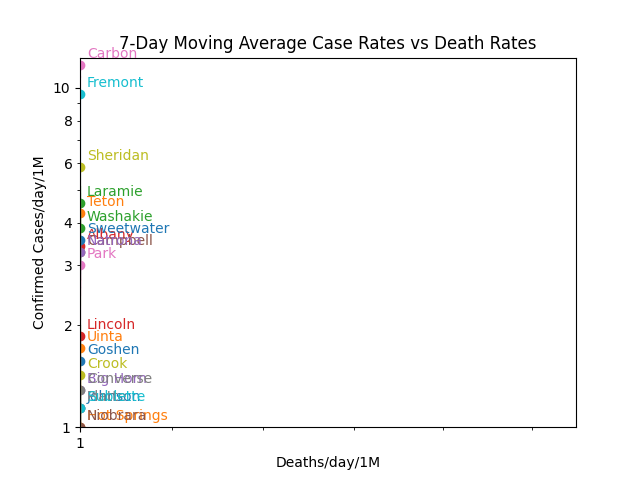 7-Day Moving Average Case Rates vs Death Rates
Carbon
Fremont
Sheridan
Laramie
Teton
Washakie
Sweetwater
Albany
Campbell
Park
Lincoln
Uinta
Goshen
Crook
Big Horn
Converse
Johnson
Platte
Hot Springs
Niobrara
10
8
6
4
3
2
1
1
Confirmed Cases/day/1M
Deaths/day/1M